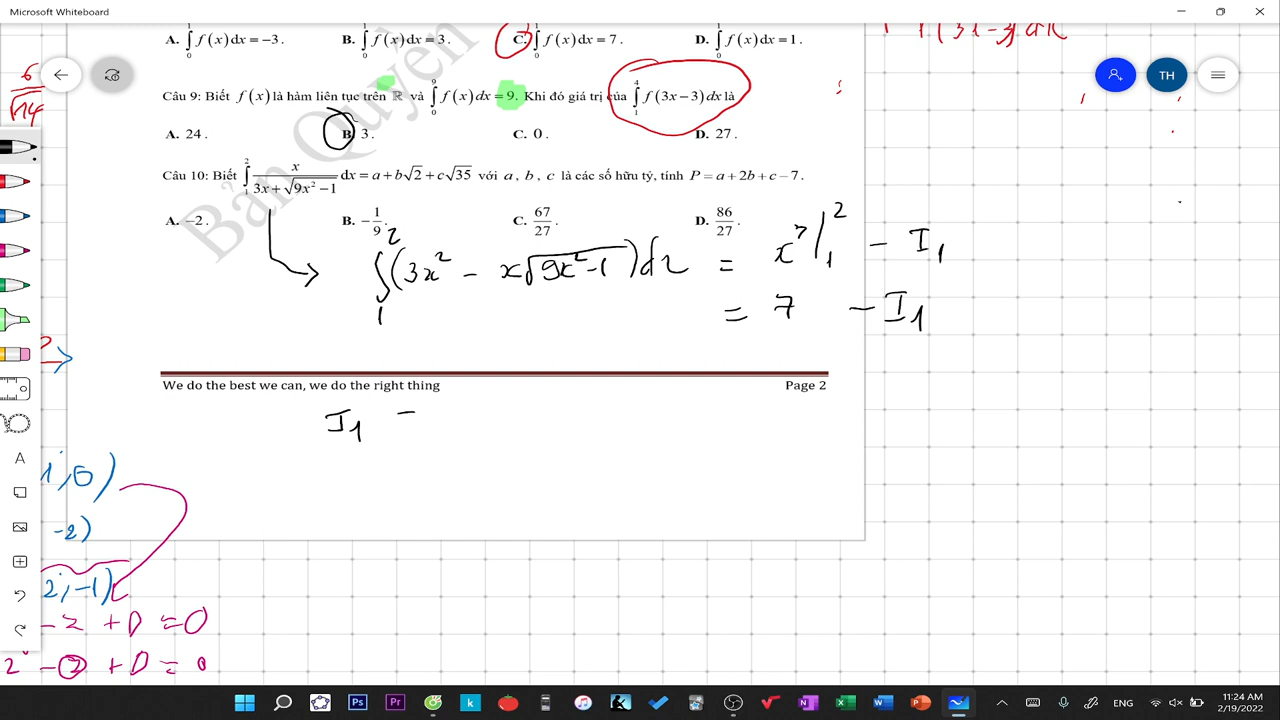 Microsoft Whiteboard
A. ∫₀¹ f(x)dx = −3. B. ∫₀¹ f(x)dx = 3. C. ∫₀¹ f(x)dx = 7. D. ∫₀¹ f(x)dx = 1.
Câu 9: Biết f(x) là hàm liên tục trên ℝ và ∫₀⁹ f(x)dx = 9. Khi đó giá trị của ∫₁⁴ f(3x−3)dx là
A. 24. B. 3. C. 0. D. 27.
Câu 10: Biết ∫₁² x/(3x+√(9x²−1)) dx = a+b√2+c√35 với a, b, c là các số hữu tỷ, tính P = a+2b+c−7.
A. −2. B. −1/9. C. 67/27. D. 86/27.
Bản Quyền
∫₁² (3x² − x√(9x²−1))dx = x³|₁² − I₁
= 7 − I₁
We do the best we can, we do the right thing Page 2
I₁ =
6
√14
TH
A
-2)
2; -1)
-2 +D =0
+D =
11:24 AM
2/19/2022
ENG